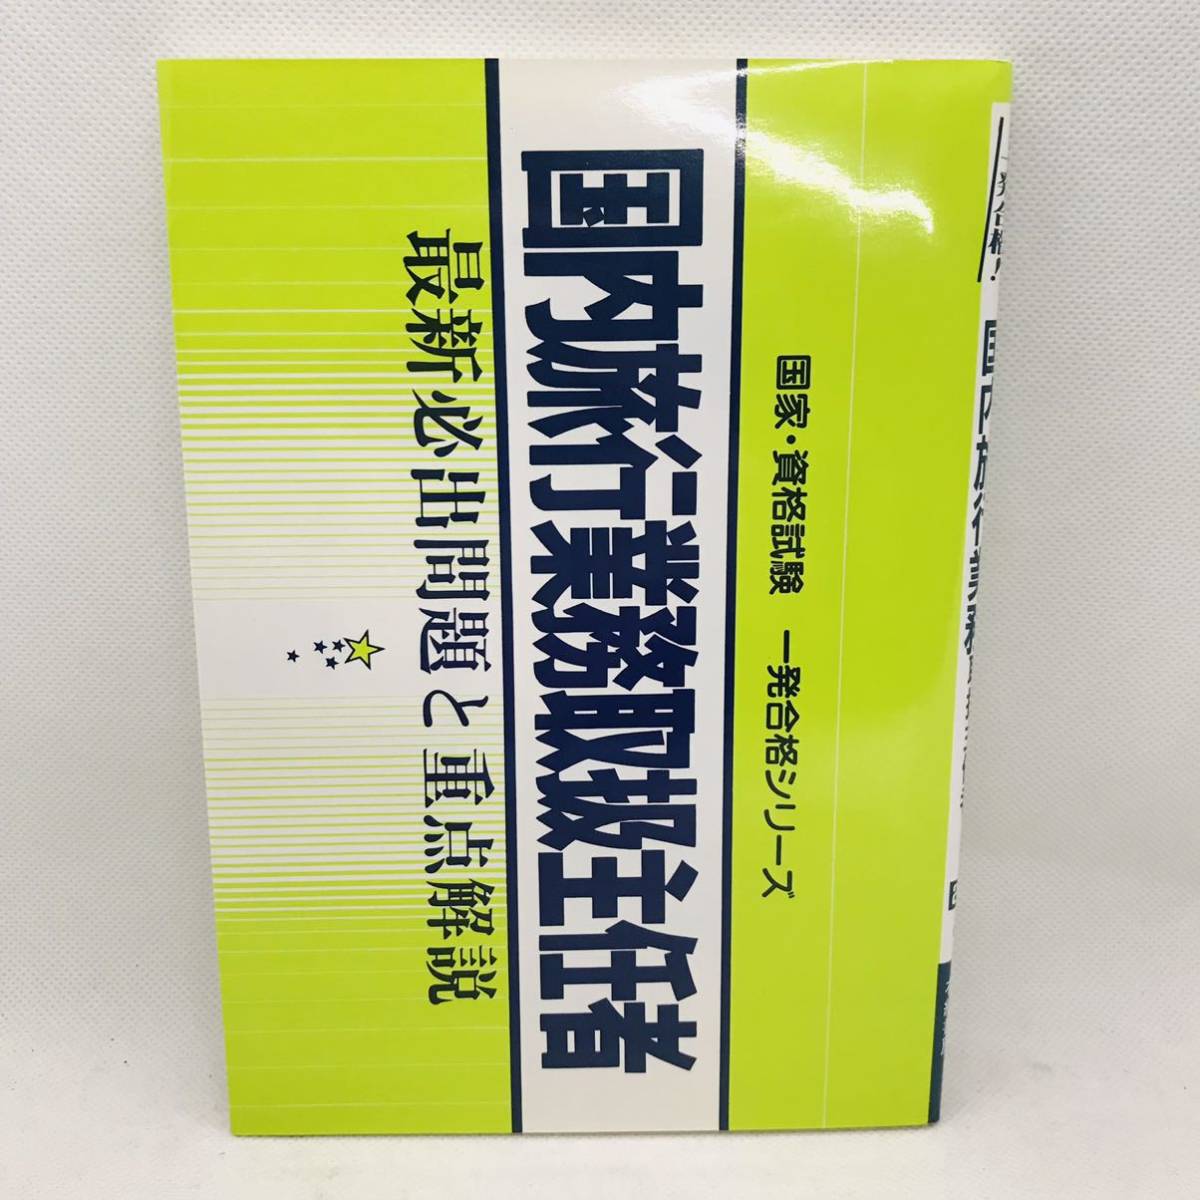 国家・資格試験 一発合格シリーズ
国内旅行業務取扱主任者
最新必出問題と重点解説